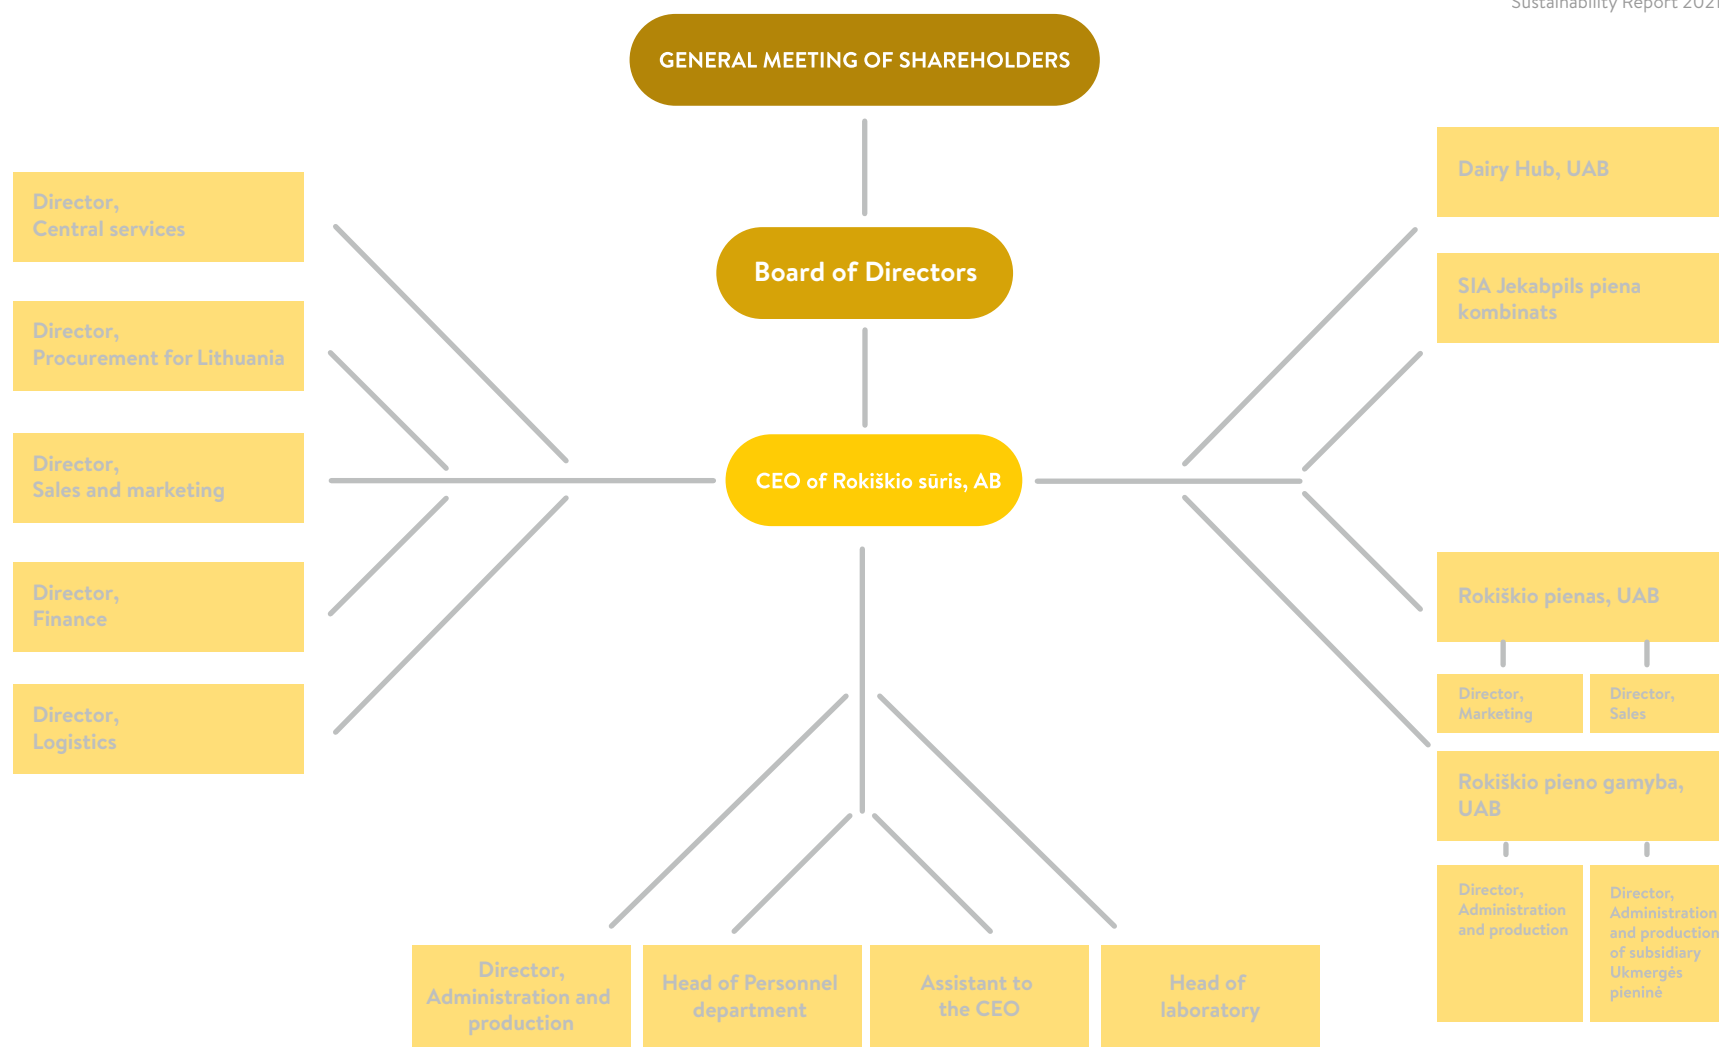 Sustainability Report 2021
GENERAL MEETING OF SHAREHOLDERS
Board of Directors
CEO of Rokiškio sūris, AB
Director,
Central services
Director,
Procurement for Lithuania
Director,
Sales and marketing
Director,
Finance
Director,
Logistics
Dairy Hub, UAB
SIA Jekabpils piena
kombinats
Rokiškio pienas, UAB
Director,
Marketing
Director,
Sales
Rokiškio pieno gamyba,
UAB
Director,
Administration
and production
Director,
Administration
and production
of subsidiary
Ukmergės
pieninė
Director,
Administration and
production
Head of Personnel
department
Assistant to
the CEO
Head of
laboratory